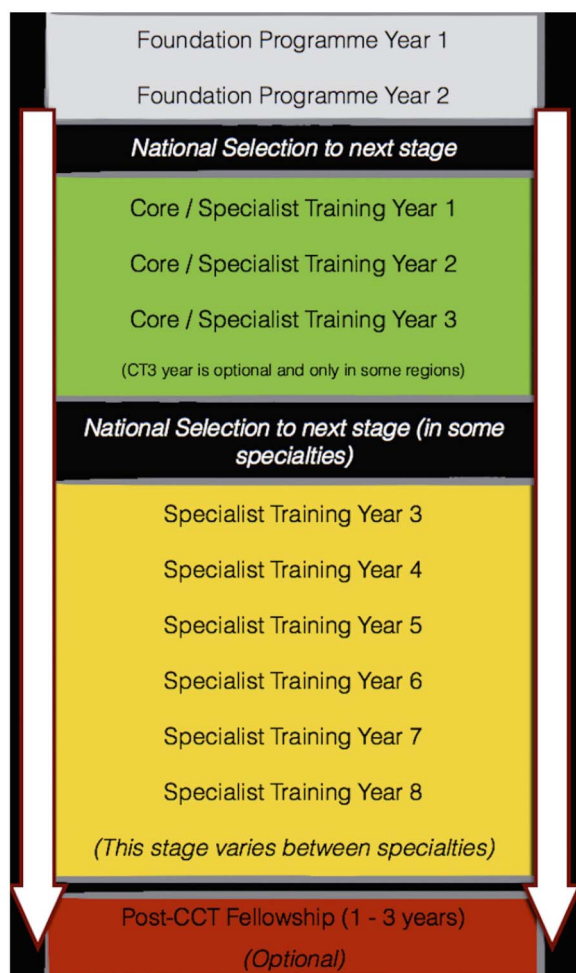 Foundation Programme Year 1
Foundation Programme Year 2
National Selection to next stage
Core / Specialist Training Year 1
Core / Specialist Training Year 2
Core / Specialist Training Year 3
(CT3 year is optional and only in some regions)
National Selection to next stage (in some
specialties)
Specialist Training Year 3
Specialist Training Year 4
Specialist Training Year 5
Specialist Training Year 6
Specialist Training Year 7
Specialist Training Year 8
(This stage varies between specialties)
Post-CCT Fellowship (1 - 3 years)
(Optional)